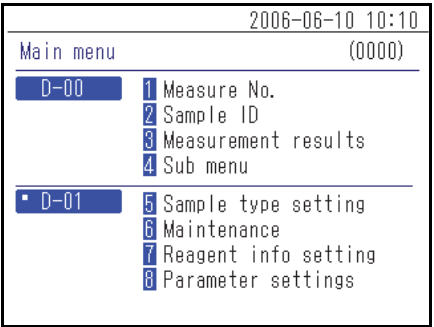 2006-06-10 10:10
Main menu (0000)
D-00 1 Measure No.
2 Sample ID
3 Measurement results
4 Sub menu
D-01 5 Sample type setting
6 Maintenance
7 Reagent info setting
8 Parameter settings